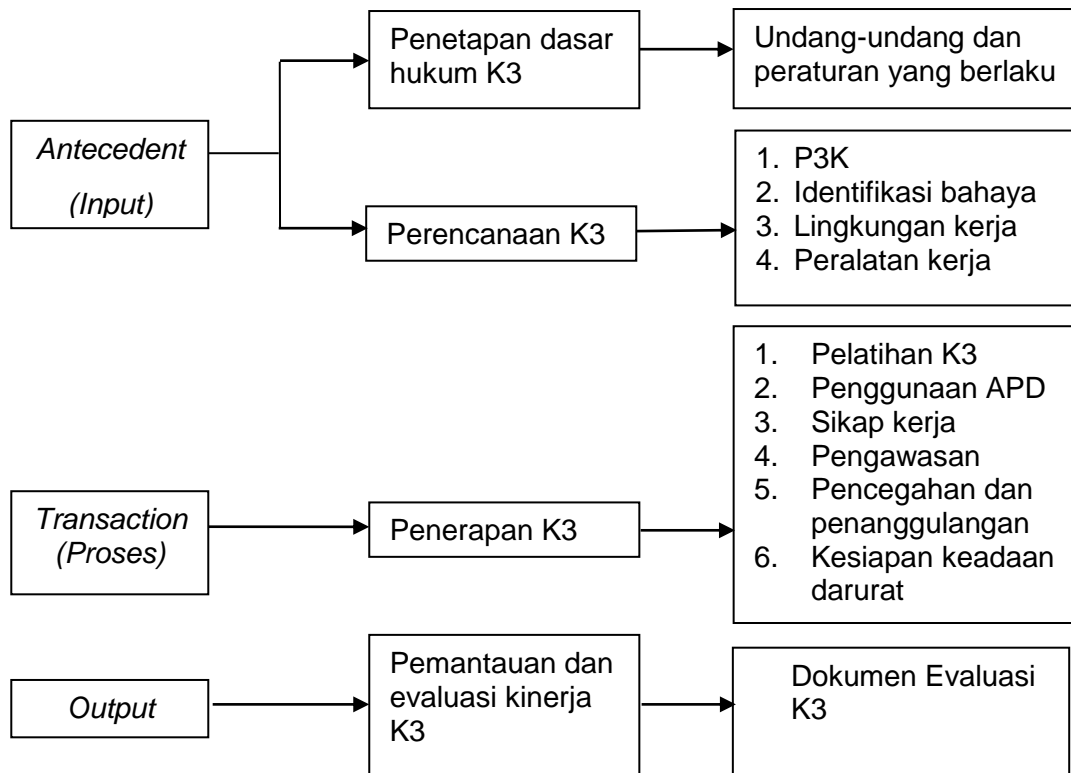 Penetapan dasar
hukum K3
Undang-undang dan
peraturan yang berlaku
Antecedent
(Input)
Perencanaan K3
1. P3K
2. Identifikasi bahaya
3. Lingkungan kerja
4. Peralatan kerja
Transaction
(Proses)
Penerapan K3
1. Pelatihan K3
2. Penggunaan APD
3. Sikap kerja
4. Pengawasan
5. Pencegahan dan
penanggulangan
6. Kesiapan keadaan
darurat
Output
Pemantauan dan
evaluasi kinerja
K3
Dokumen Evaluasi
K3